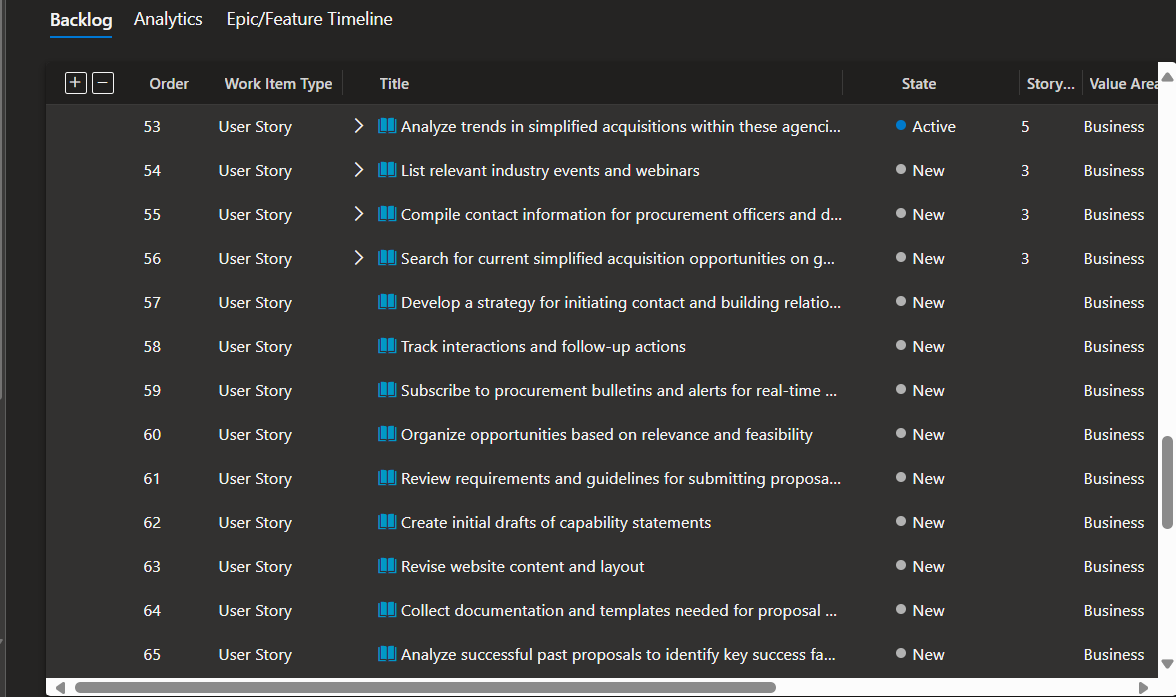 Backlog Analytics Epic/Feature Timeline
Order Work Item Type Title State Story... Value Area
53 User Story Analyze trends in simplified acquisitions within these agenci... Active 5 Business
54 User Story List relevant industry events and webinars New 3 Business
55 User Story Compile contact information for procurement officers and d... New 3 Business
56 User Story Search for current simplified acquisition opportunities on g... New 3 Business
57 User Story Develop a strategy for initiating contact and building relatio... New Business
58 User Story Track interactions and follow-up actions New Business
59 User Story Subscribe to procurement bulletins and alerts for real-time ... New Business
60 User Story Organize opportunities based on relevance and feasibility New Business
61 User Story Review requirements and guidelines for submitting proposa... New Business
62 User Story Create initial drafts of capability statements New Business
63 User Story Revise website content and layout New Business
64 User Story Collect documentation and templates needed for proposal ... New Business
65 User Story Analyze successful past proposals to identify key success fa... New Business